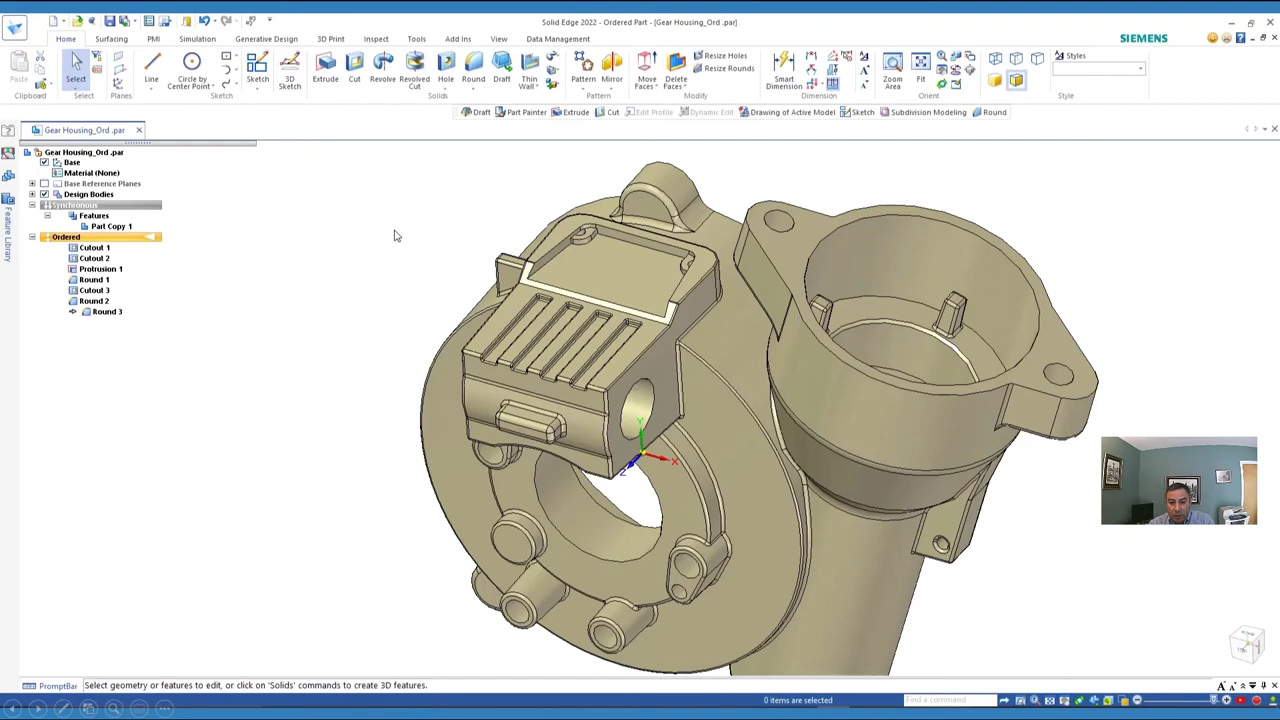 Solid Edge 2022 - Ordered Part - [Gear Housing_Ord .par]
Home Surfacing PMI Simulation Generative Design 3D Print Inspect Tools Add Ins View Data Management
SIEMENS
Paste
Clipboard
Select
Select
Planes
Line
Circle by Center Point
Sketch
Sketch
3D Sketch
Extrude
Cut
Revolve
Revolved Cut
Hole
Round
Draft
Thin Wall
Solids
Pattern
Mirror
Pattern
Move Faces
Delete Faces
Resize Holes
Resize Rounds
Modify
Smart Dimension
Dimension
Zoom Area
Fit
Orient
Styles
Style
Draft Part Painter Extrude Cut Edit Profile Dynamic Edit Drawing of Active Model Sketch Subdivision Modeling Round
Gear Housing_Ord .par
Feature Library
Gear Housing_Ord .par
Base
Material (None)
Base Reference Planes
Design Bodies
Synchronous
Features
Part Copy 1
Ordered
Cutout 1
Cutout 2
Protrusion 1
Round 1
Cutout 3
Round 2
Round 3
Y
X
Z
PromptBar
Select geometry or features to edit, or click on 'Solids' commands to create 3D features.
0 items are selected
Find a command